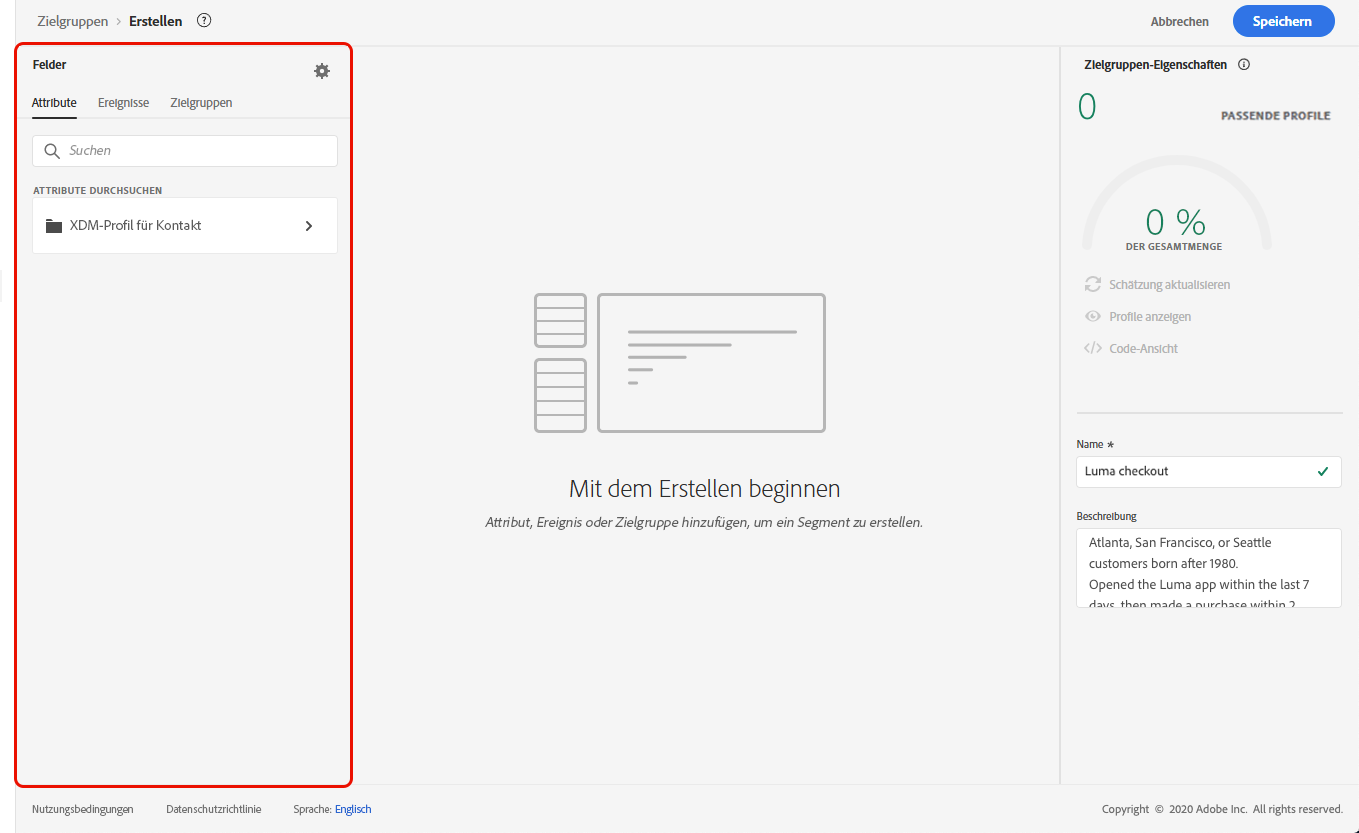 Zielgruppen › Erstellen ?
Abbrechen
Speichern
Felder
Attribute
Ereignisse
Zielgruppen
Suchen
ATTRIBUTE DURCHSUCHEN
XDM-Profil für Kontakt
Mit dem Erstellen beginnen
Attribut, Ereignis oder Zielgruppe hinzufügen, um ein Segment zu erstellen.
Zielgruppen-Eigenschaften
0
PASSENDE PROFILE
0 %
DER GESAMTMENGE
Schätzung aktualisieren
Profile anzeigen
</> Code-Ansicht
Name *
Luma checkout
Beschreibung
Atlanta, San Francisco, or Seattle
customers born after 1980.
Opened the Luma app within the last 7
days, then made a purchase within 2
Nutzungsbedingungen
Datenschutzrichtlinie
Sprache: Englisch
Copyright © 2020 Adobe Inc. All rights reserved.